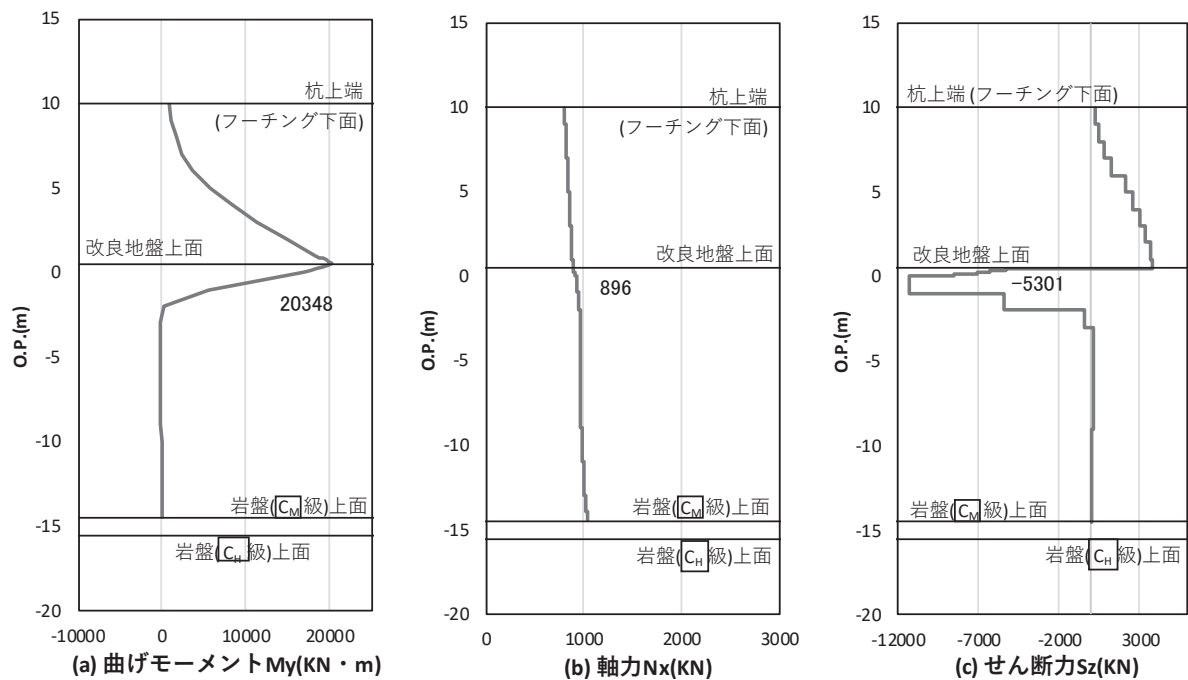 15
10
5
0
-5
-10
-15
-20
O.P.(m)
杭上端
(フーチング下面)
改良地盤上面
20348
岩盤(CM級)上面
岩盤(CH級)上面
-10000 0 10000 20000
(a) 曲げモーメントMy(KN・m)
15
10
5
0
-5
-10
-15
-20
O.P.(m)
杭上端
(フーチング下面)
改良地盤上面
896
岩盤(CM級)上面
岩盤(CH級)上面
0 1000 2000 3000
(b) 軸力Nx(KN)
15
10
5
0
-5
-10
-15
-20
O.P.(m)
杭上端 (フーチング下面)
改良地盤上面
-5301
岩盤(CM級)上面
岩盤(CH級)上面
-12000 -7000 -2000 3000
(c) せん断力Sz(KN)